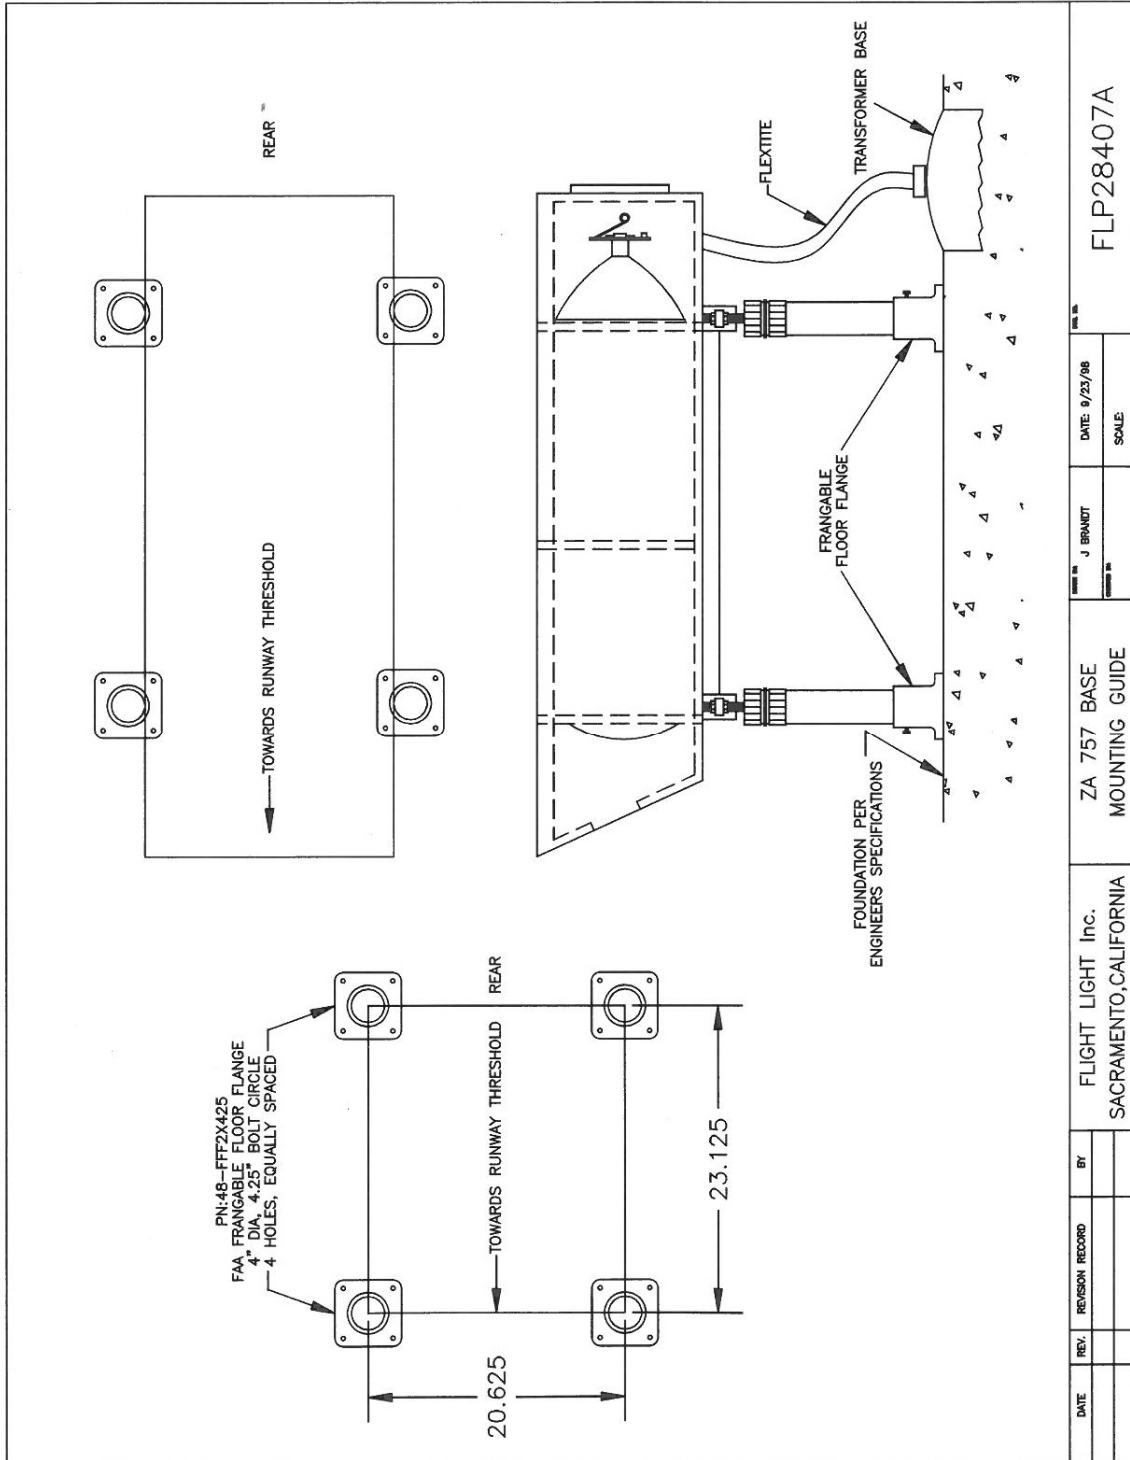 PN:48-FFF2X425
FAA FRANGABLE FLOOR FLANGE
4" DIA, 4.25" BOLT CIRCLE
4 HOLES, EQUALLY SPACED
REAR
TOWARDS RUNWAY THRESHOLD
20.625
23.125
REAR
TOWARDS RUNWAY THRESHOLD
FLEXTITE
TRANSFORMER BASE
FRANGABLE
FLOOR FLANGE
FOUNDATION PER
ENGINEERS SPECIFICATIONS
DATE
REV.
REVISION RECORD
BY
FLIGHT LIGHT Inc.
SACRAMENTO,CALIFORNIA
ZA 757 BASE
MOUNTING GUIDE
J BRANDT
DATE: 9/23/98
SCALE:
FLP28407A